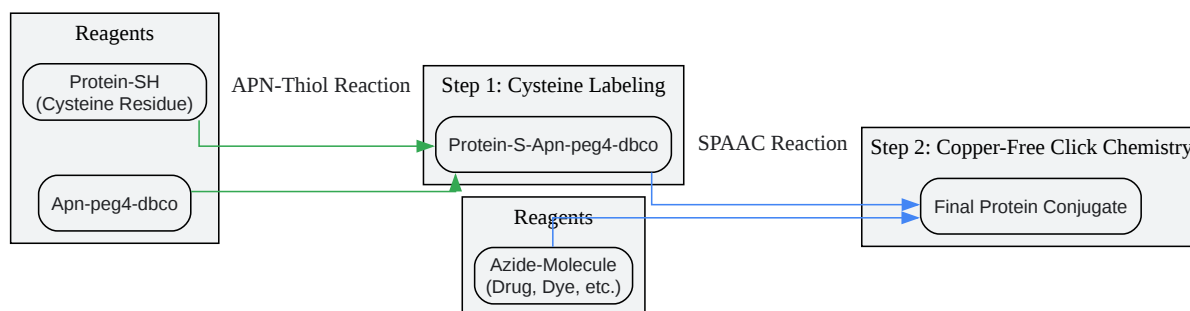 Reagents
Protein-SH
(Cysteine Residue)
Apn-peg4-dbco
APN-Thiol Reaction
Step 1: Cysteine Labeling
Protein-S-Apn-peg4-dbco
Reagents
Azide-Molecule
(Drug, Dye, etc.)
SPAAC Reaction
Step 2: Copper-Free Click Chemistry
Final Protein Conjugate